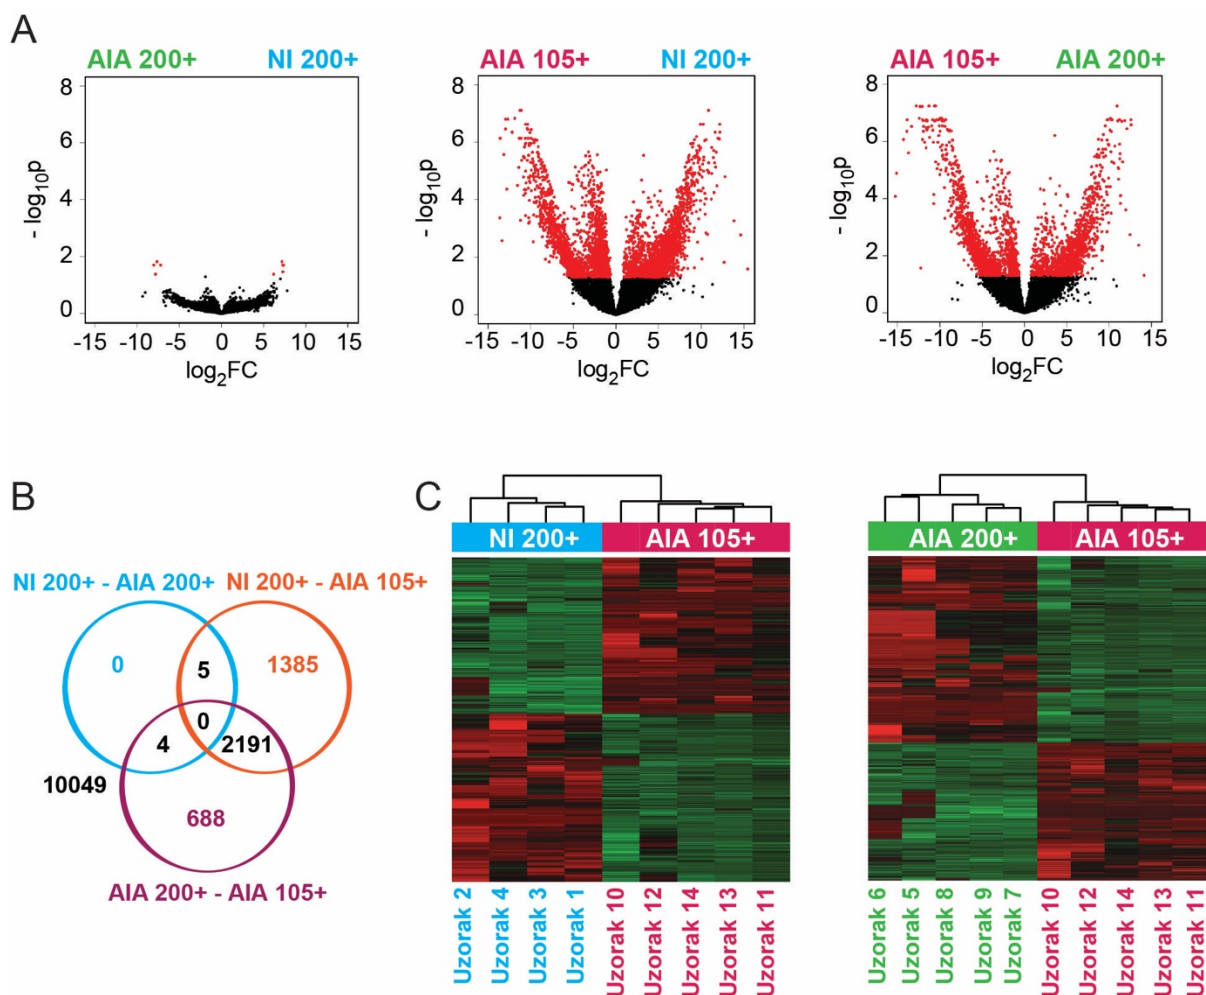 A
AIA 200+ NI 200+
AIA 105+ NI 200+
AIA 105+ AIA 200+
8
6
4
2
0
- log10p
-15 -10 -5 0 5 10 15
log2FC
8
6
4
2
0
- log10p
-15 -10 -5 0 5 10 15
log2FC
8
6
4
2
0
- log10p
-15 -10 -5 0 5 10 15
log2FC
B
NI 200+ - AIA 200+ NI 200+ - AIA 105+
0 5 1385
0
4 2191
10049
688
AIA 200+ - AIA 105+
C
NI 200+ AIA 105+
Uzorak 2
Uzorak 4
Uzorak 3
Uzorak 1
Uzorak 10
Uzorak 12
Uzorak 14
Uzorak 13
Uzorak 11
AIA 200+ AIA 105+
Uzorak 6
Uzorak 5
Uzorak 8
Uzorak 9
Uzorak 7
Uzorak 10
Uzorak 12
Uzorak 14
Uzorak 13
Uzorak 11